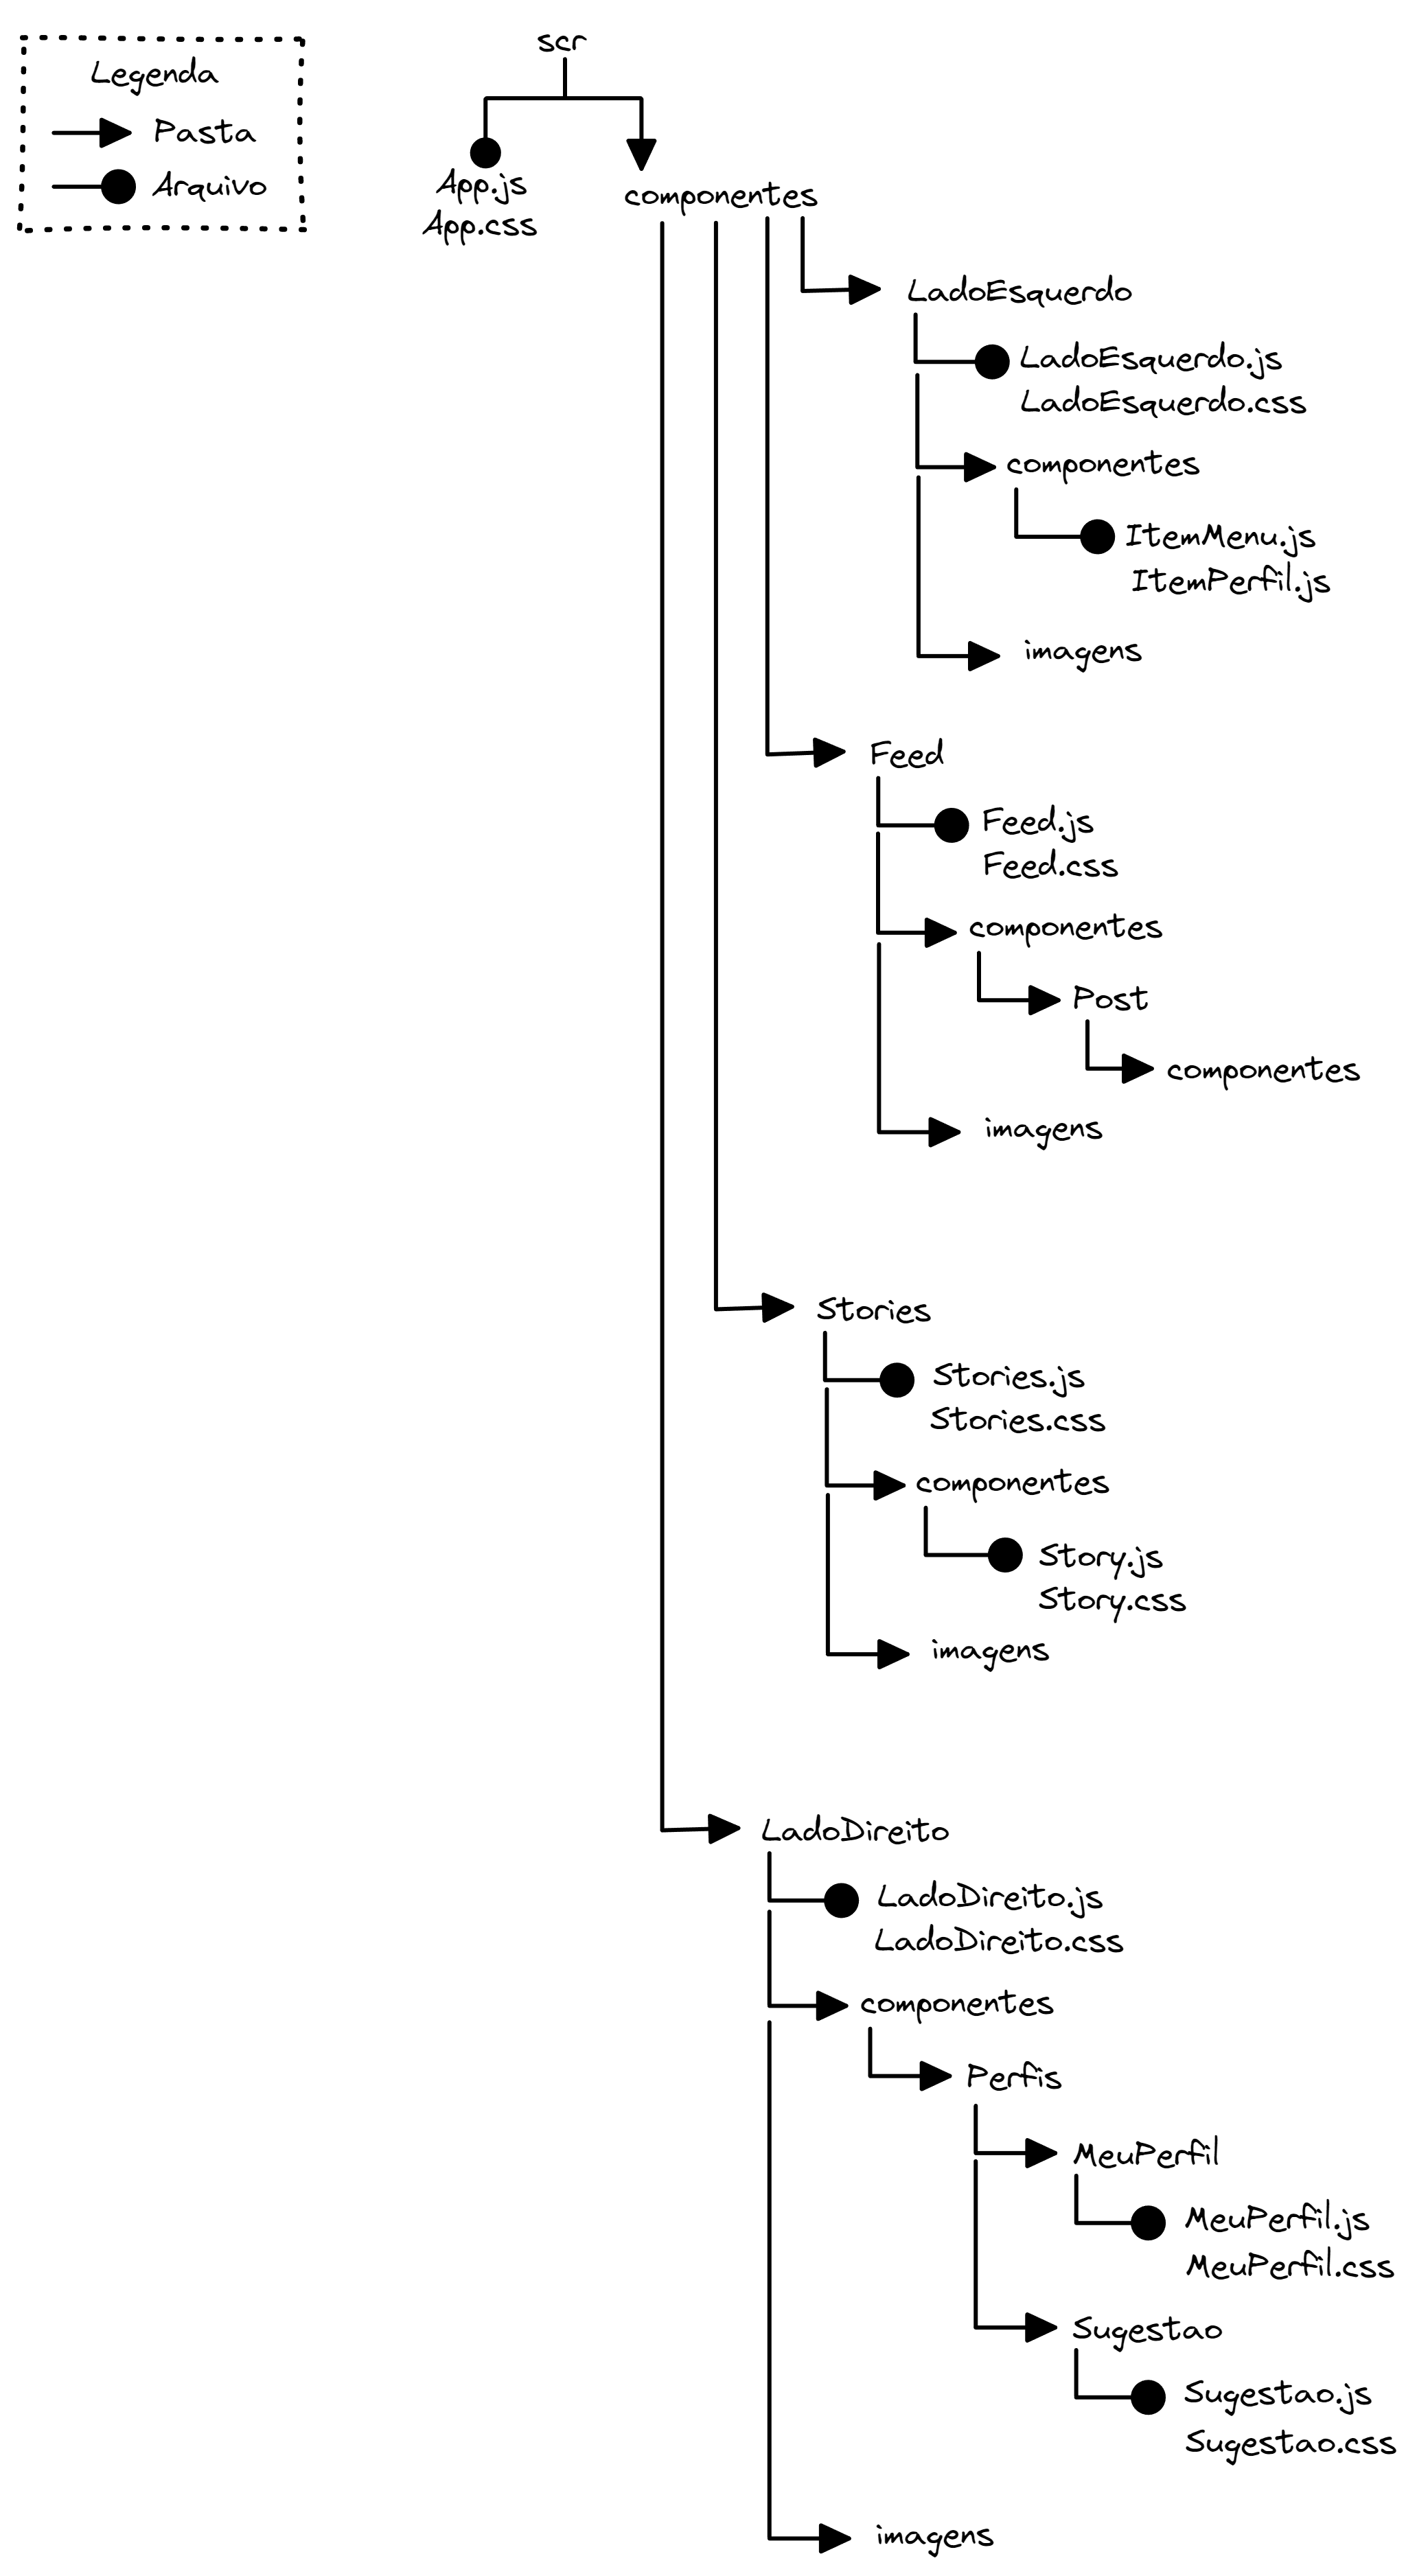 Legenda
Pasta
Arquivo
scr
App.js
App.css
componentes
LadoEsquerdo
LadoEsquerdo.js
LadoEsquerdo.css
componentes
ItemMenu.js
ItemPerfil.js
imagens
Feed
Feed.js
Feed.css
componentes
Post
componentes
imagens
Stories
Stories.js
Stories.css
componentes
Story.js
Story.css
imagens
LadoDireito
LadoDireito.js
LadoDireito.css
componentes
Perfis
MeuPerfil
MeuPerfil.js
MeuPerfil.css
Sugestao
Sugestao.js
Sugestao.css
imagens